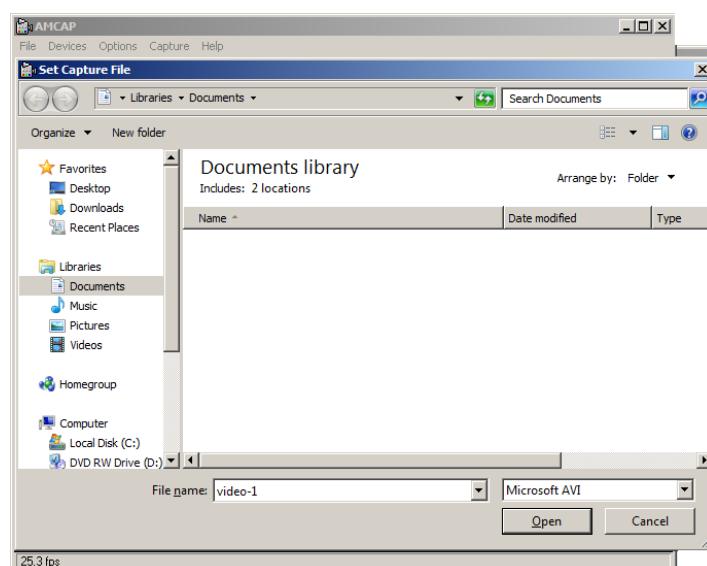 AMCAP
File Devices Options Capture Help
Set Capture File
Libraries Documents
Search Documents
Organize New folder
Favorites
Desktop
Downloads
Recent Places
Libraries
Documents
Music
Pictures
Videos
Homegroup
Computer
Local Disk (C:)
DVD RW Drive (D:)
Documents library
Includes: 2 locations
Arrange by: Folder
Name Date modified Type
File name: video-1
Microsoft AVI
Open Cancel
25.3 fps